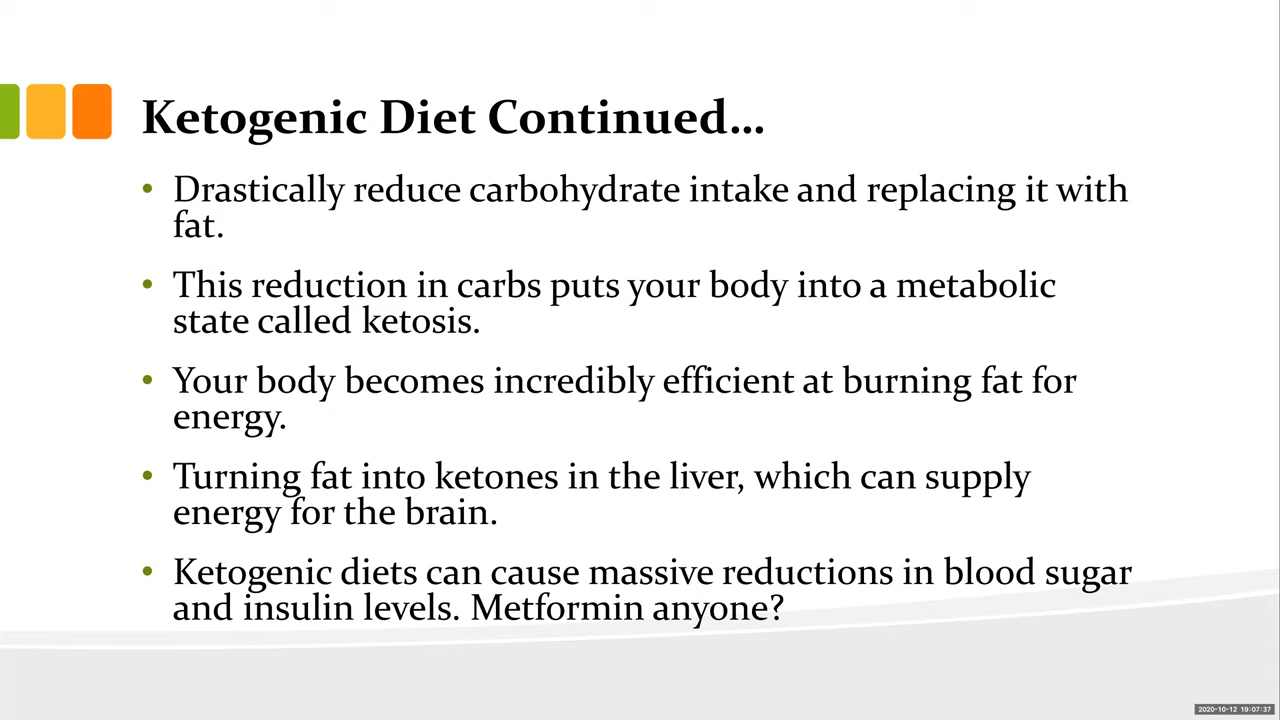 Ketogenic Diet Continued...
• Drastically reduce carbohydrate intake and replacing it with
fat.
• This reduction in carbs puts your body into a metabolic
state called ketosis.
• Your body becomes incredibly efficient at burning fat for
energy.
• Turning fat into ketones in the liver, which can supply
energy for the brain.
• Ketogenic diets can cause massive reductions in blood sugar
and insulin levels. Metformin anyone?
2020-10-12 19:07:37